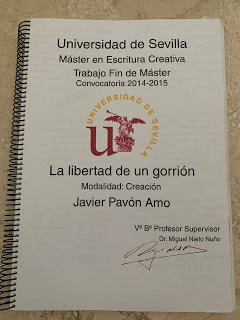 Universidad de Sevilla
Máster en Escritura Creativa
Trabajo Fin de Máster
Convocatoria 2014-2015
UNIVERSIDAD DE SEVILLA
u
La libertad de un gorrión
Modalidad: Creación
Javier Pavón Amo
Vº Bº Profesor Supervisor
Dr. Miguel Nieto Nuño